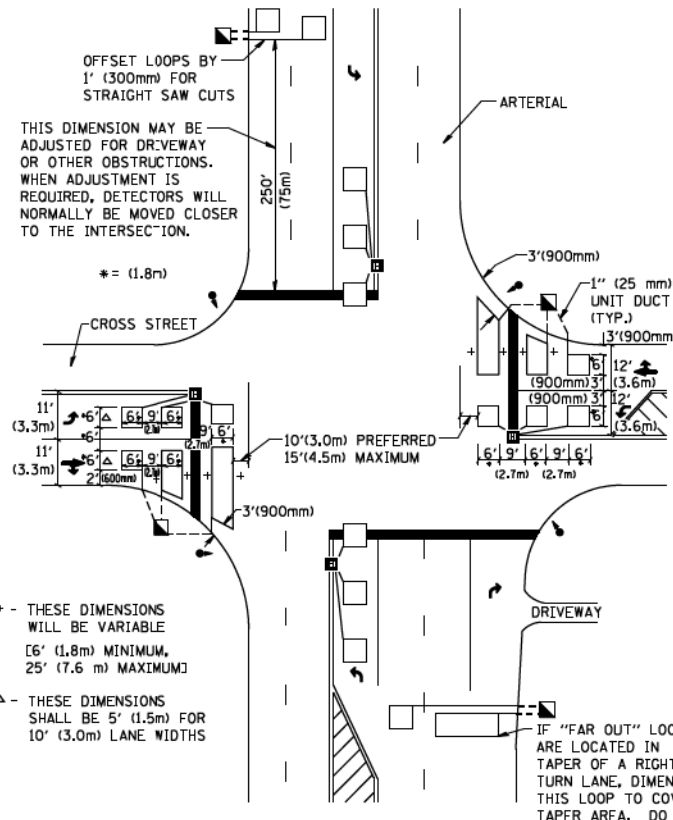 OFFSET LOOPS BY
1' (300mm) FOR
STRAIGHT SAW CUTS
THIS DIMENSION MAY BE
ADJUSTED FOR DRIVEWAY
OR OTHER OBSTRUCTIONS.
WHEN ADJUSTMENT IS
REQUIRED, DETECTORS WILL
NORMALLY BE MOVED CLOSER
TO THE INTERSECTION.
250'
(75m)
ARTERIAL
* = (1.8m)
3'(900mm)
1" (25 mm)
UNIT DUCT
(TYP.)
3'(900mm
CROSS STREET
6'
12'
(3.6m)
(900mm) 3'
(900mm) 3'
12'
6'
(3.6m)
11'
(3.3m)
*6'
6' 9' 6'
*6'
9' 6'
(2.7m)
11'
(3.3m)
*6'
6' 9' 6'
2' (600mm)
10'(3.0m) PREFERRED
15'(4.5m) MAXIMUM
6' 9' 6' 9' 6'
(2.7m) (2.7m)
3'(900mm)
+ - THESE DIMENSIONS
WILL BE VARIABLE
[6' (1.8m) MINIMUM,
25' (7.6 m) MAXIMUM]
DRIVEWAY
△ - THESE DIMENSIONS
SHALL BE 5' (1.5m) FOR
10' (3.0m) LANE WIDTHS
IF "FAR OUT" LOO
ARE LOCATED IN
TAPER OF A RIGHT
TURN LANE, DIMEN
THIS LOOP TO COV
TAPER AREA. DO